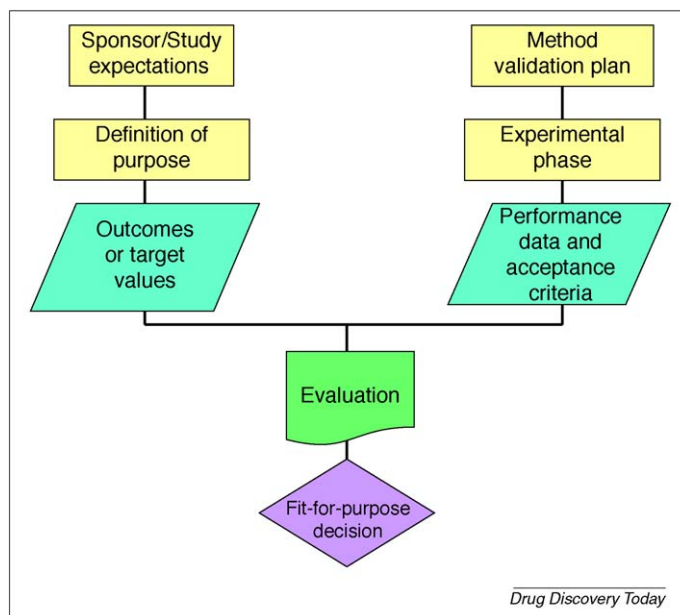 Sponsor/Study
expectations
Definition of
purpose
Outcomes
or target
values
Method
validation plan
Experimental
phase
Performance
data and
acceptance
criteria
Evaluation
Fit-for-purpose
decision
Drug Discovery Today